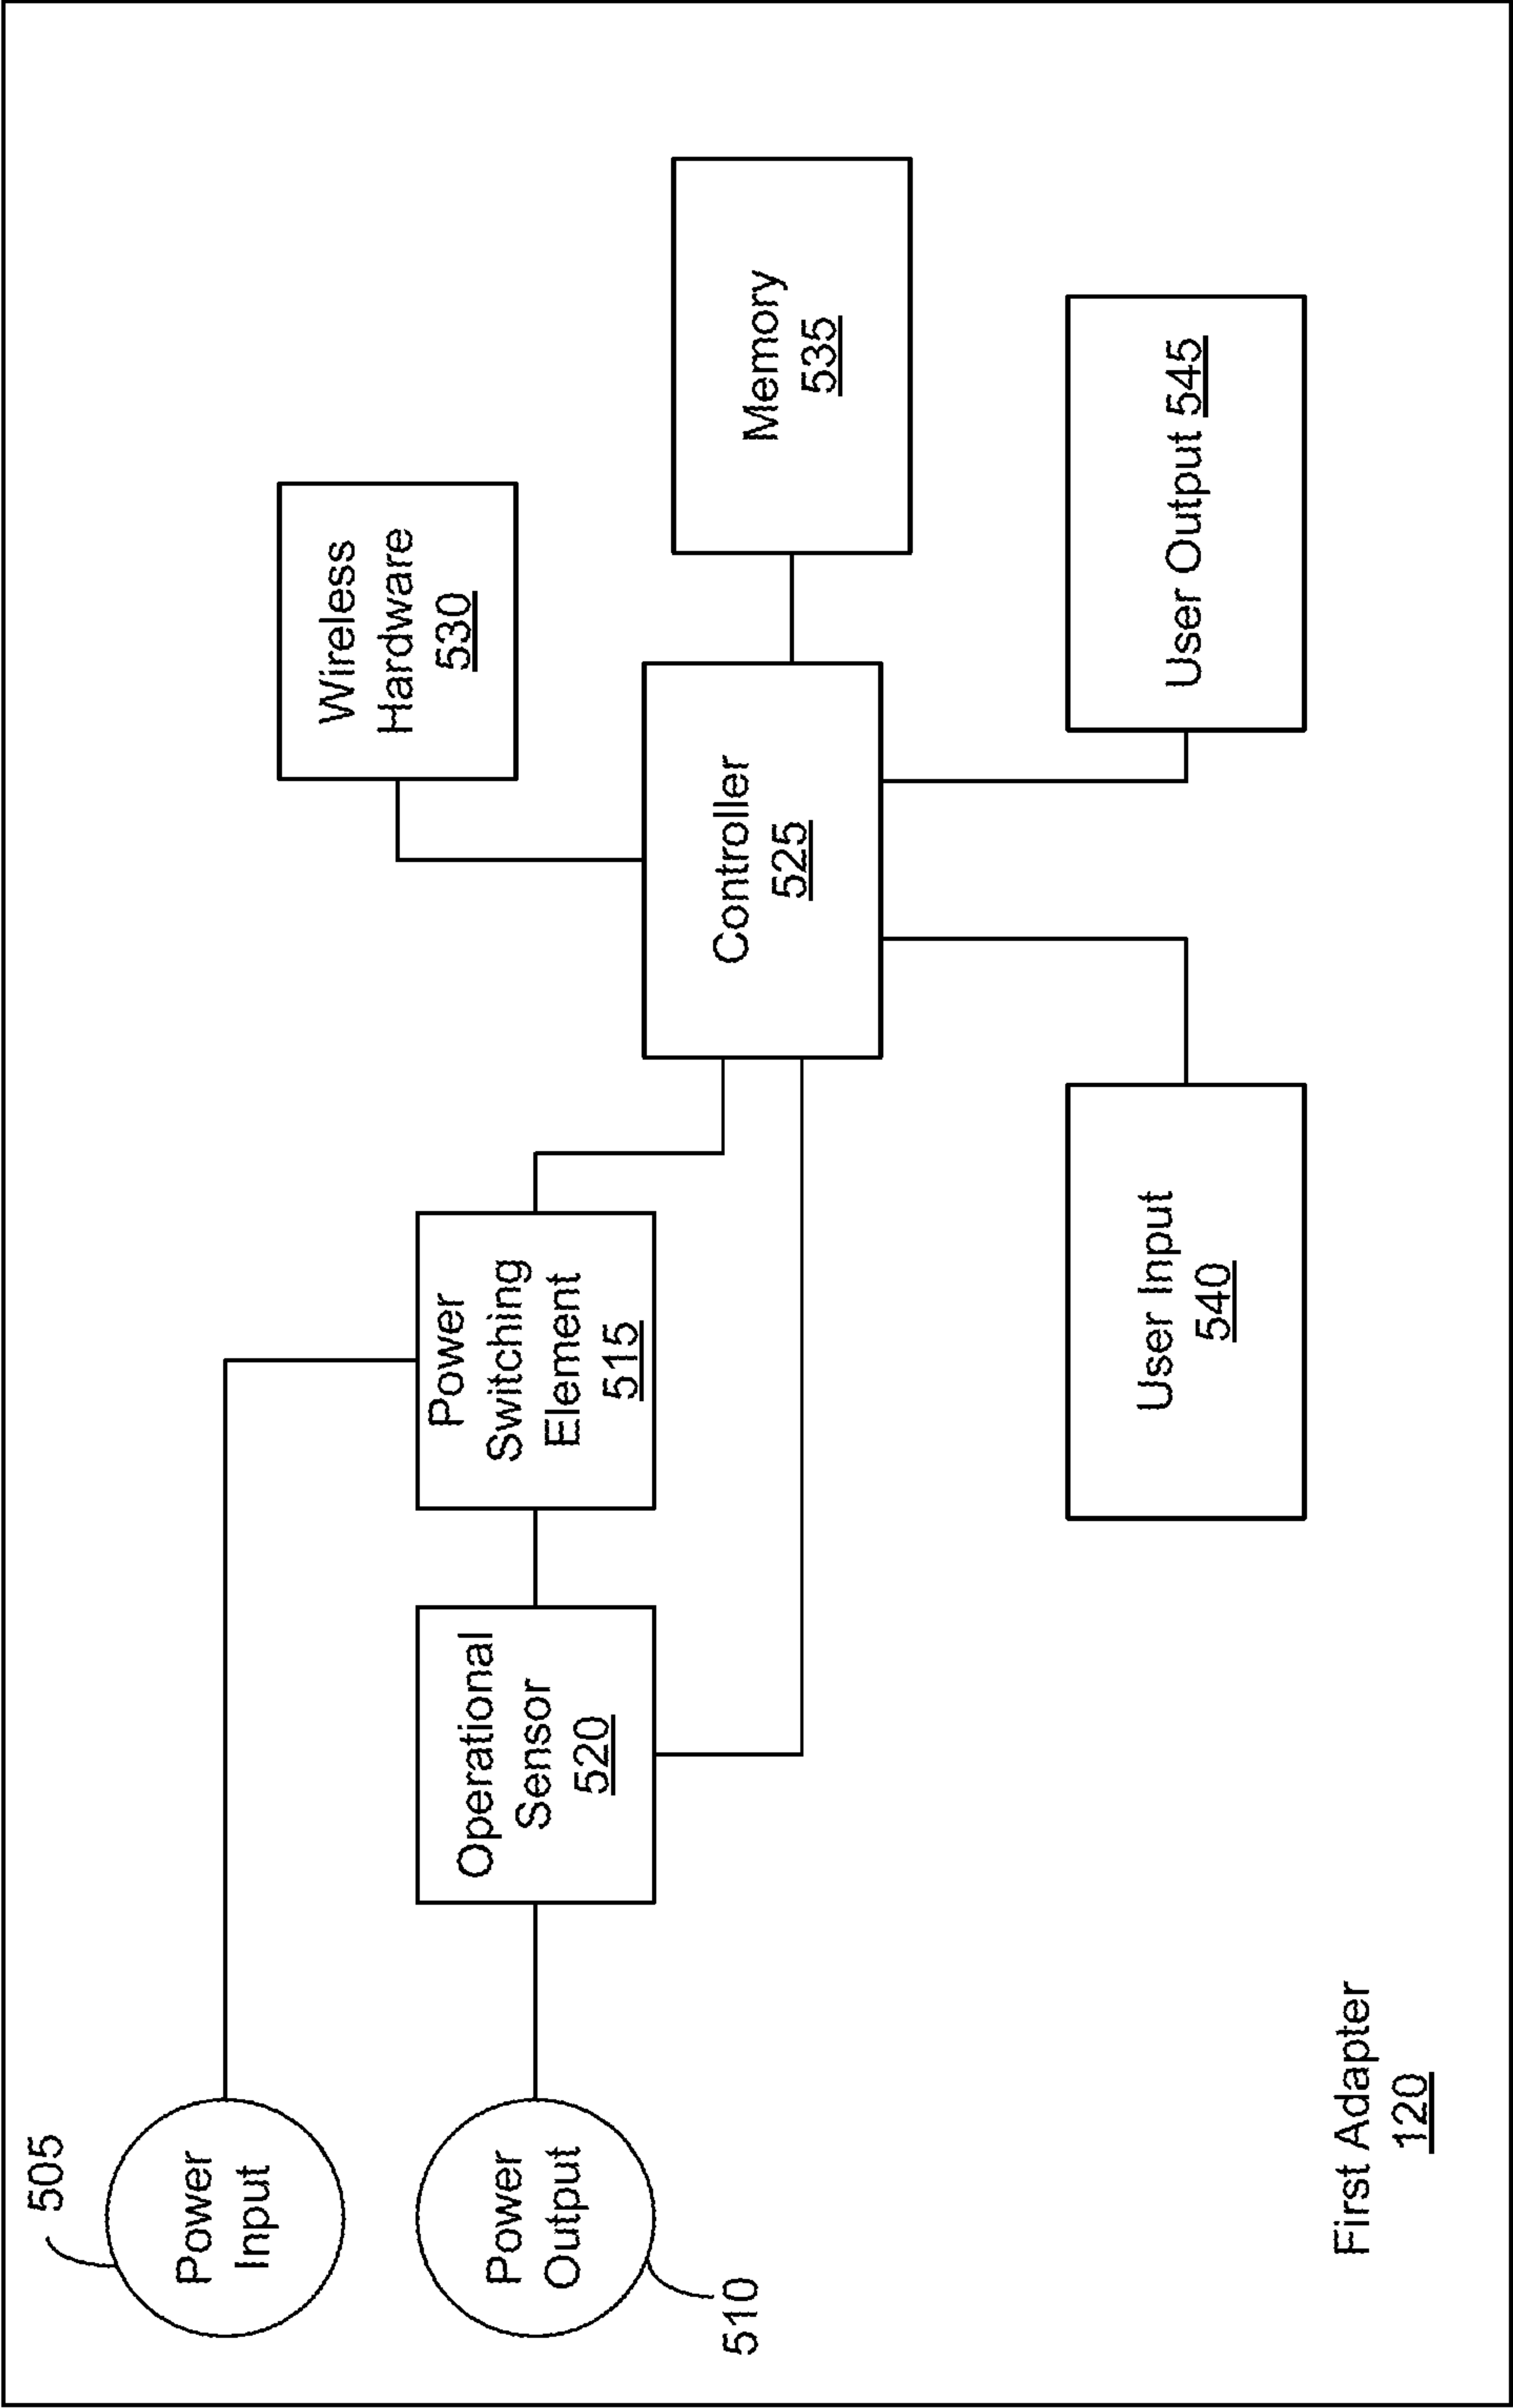 505
Power
Input
Power
Output
510
Operational
Sensor
520
Power
Switching
Element
515
Wireless
Hardware
530
Controller
525
Memory
535
User Input
540
User Output 545
First Adapter
120